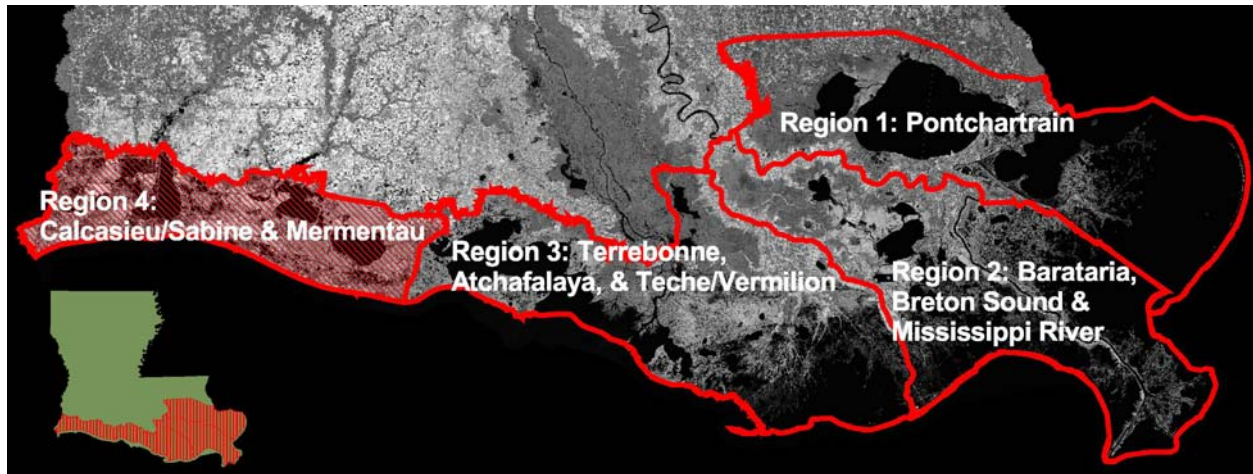 Region 1: Pontchartrain
Region 4:
Calcasieu/Sabine & Mermentau
Region 3: Terrebonne,
Atchafalaya, & Teche/Vermilion
Region 2: Barataria,
Breton Sound &
Mississippi River